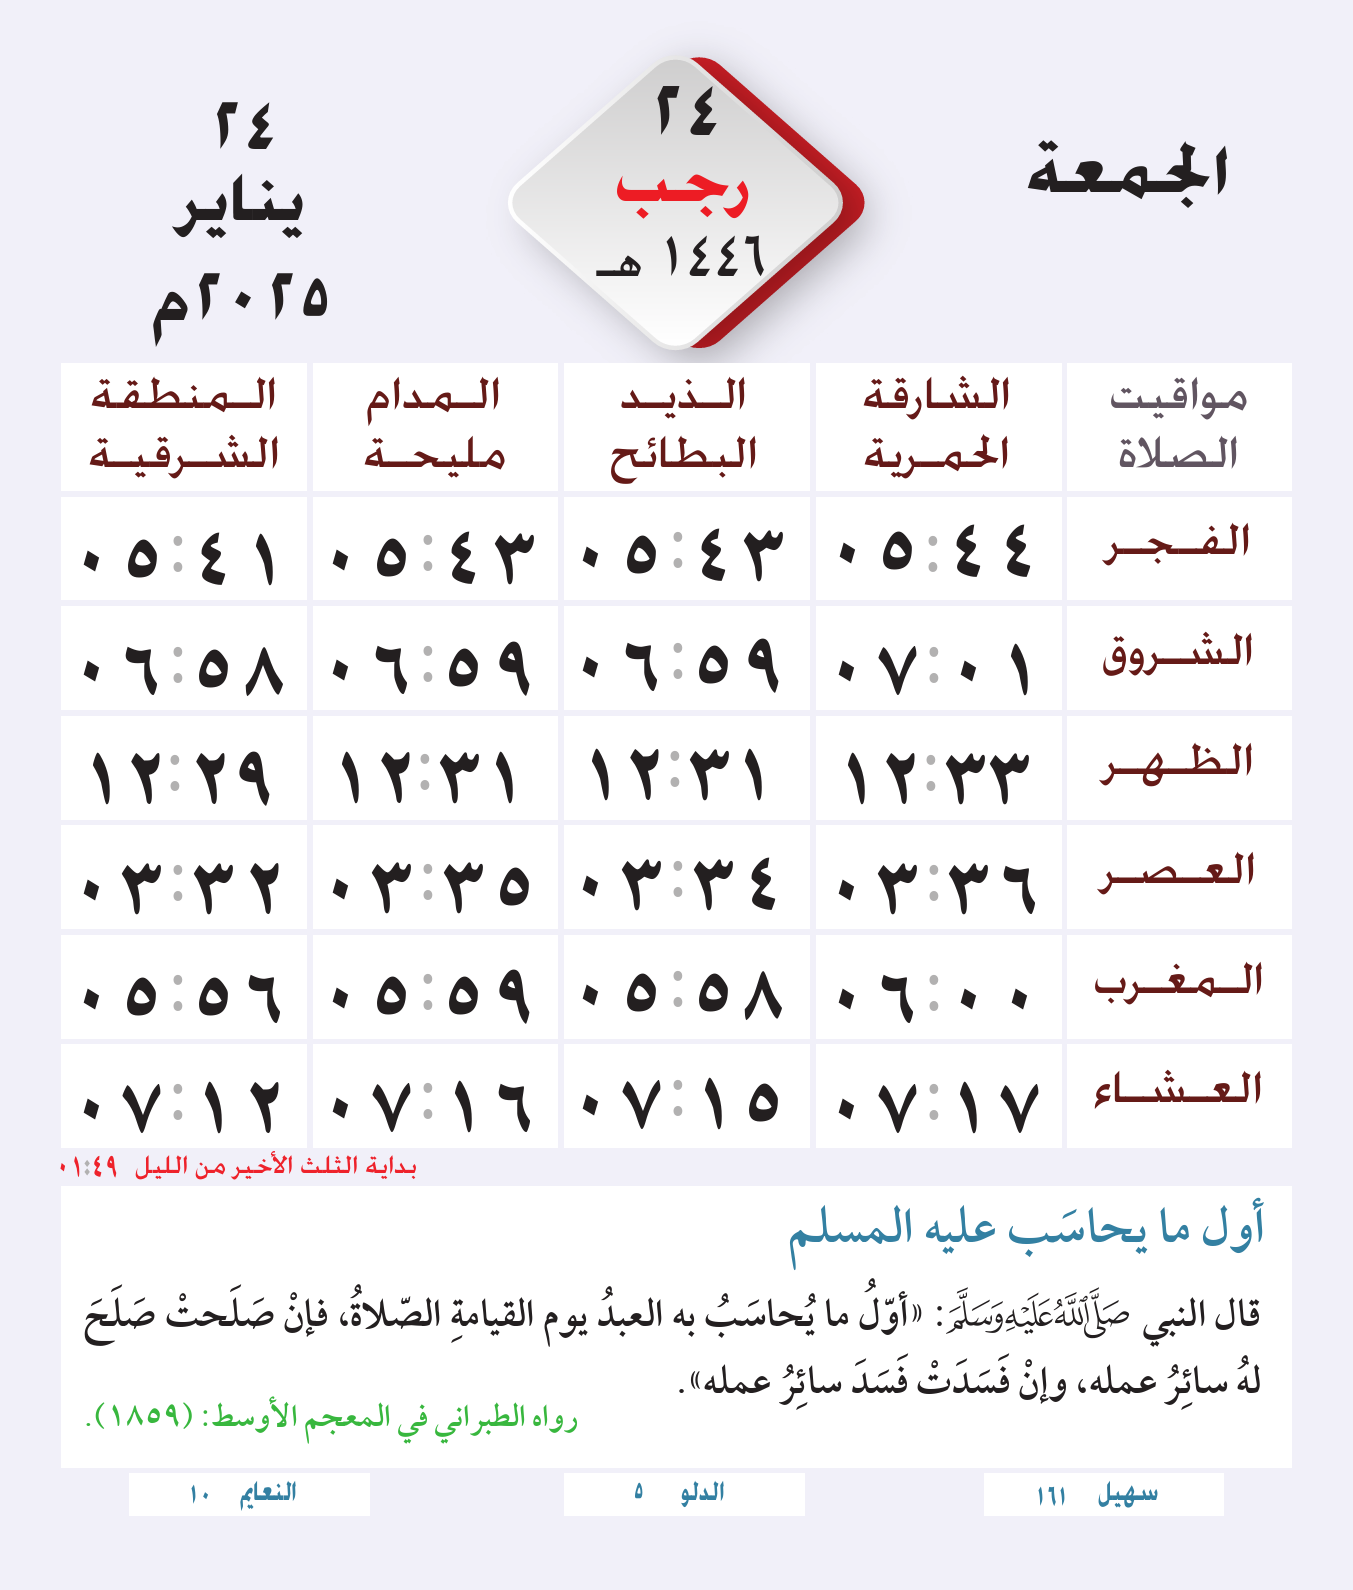 الجمعة
٢٤
رجب
١٤٤٦ هـ
٢٤
يناير
٢٠٢٥م
مواقيت الصلاة
الشارقة الحمرية
الذيد البطائح
المدام مليحة
المنطقة الشرقية
الفجر ٠٥:٤٤ ٠٥:٤٣ ٠٥:٤٣ ٠٥:٤١
الشروق ٠٧:٠١ ٠٦:٥٩ ٠٦:٥٩ ٠٦:٥٨
الظهر ١٢:٣٣ ١٢:٣١ ١٢:٣١ ١٢:٢٩
العصر ٠٣:٣٦ ٠٣:٣٤ ٠٣:٣٥ ٠٣:٣٢
المغرب ٠٦:٠٠ ٠٥:٥٨ ٠٥:٥٩ ٠٥:٥٦
العشاء ٠٧:١٧ ٠٧:١٥ ٠٧:١٦ ٠٧:١٢
بداية الثلث الأخير من الليل ٠١:٤٩
أول ما يحاسَب عليه المسلم
قال النبي صَلَّى اللَّهُ عَلَيْهِ وَسَلَّمَ: «أوّلُ ما يُحاسَبُ به العبدُ يوم القيامةِ الصّلاةُ، فإنْ صَلَحتْ صَلَحَ
لهُ سائِرُ عمله، وإنْ فَسَدَتْ فَسَدَ سائِرُ عمله».
رواه الطبراني في المعجم الأوسط: (١٨٥٩).
سهيل ١٦١
الدلو ٥
النعايم ١٠